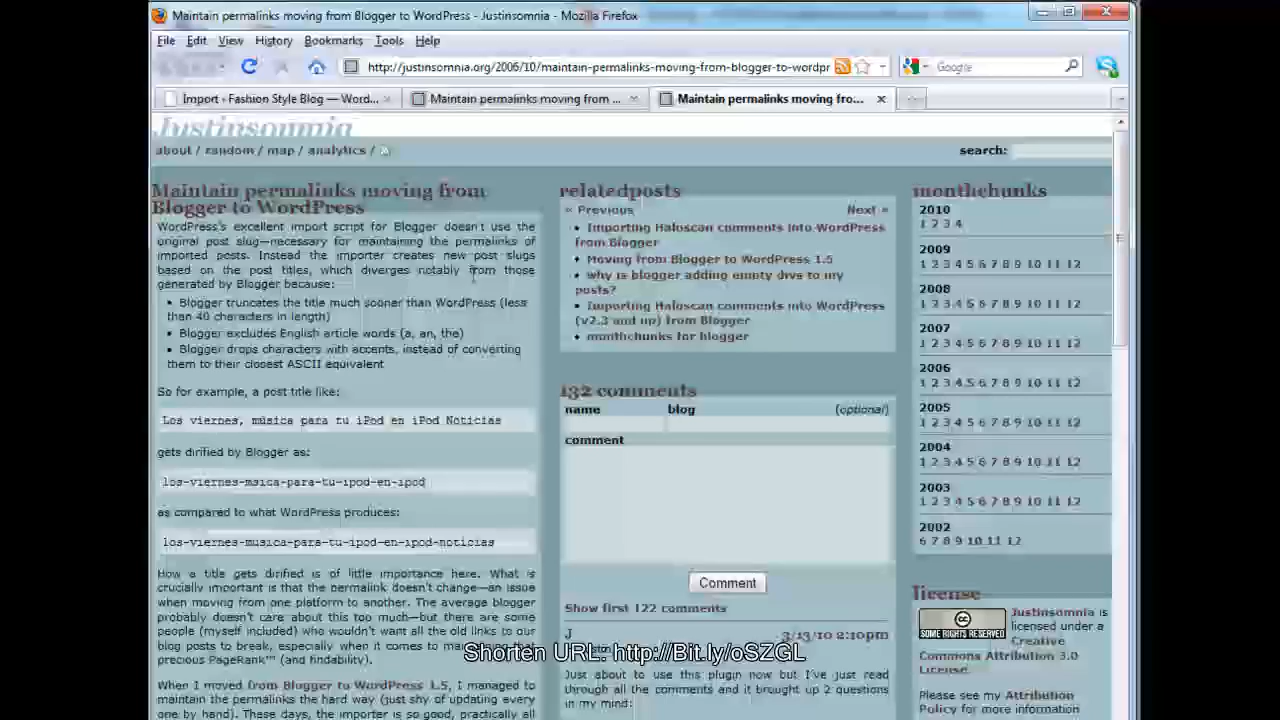 Maintain permalinks moving from Blogger to WordPress - Justinsomnia - Mozilla Firefox
File Edit View History Bookmarks Tools Help
http://justinsomnia.org/2006/10/maintain-permalinks-moving-from-blogger-to-wordpr
Google
Import ‹ Fashion Style Blog — Word...
Maintain permalinks moving from ...
Maintain permalinks moving fro...
Justinsomnia
about / random / map / analytics /
search:
Maintain permalinks moving from
Blogger to WordPress
WordPress's excellent import script for Blogger doesn't use the
original post slug—necessary for maintaining the permalinks of
imported posts. Instead the importer creates new post slugs
based on the post titles, which diverges notably from those
generated by Blogger because:
• Blogger truncates the title much sooner than WordPress (less
than 40 characters in length)
• Blogger excludes English article words (a, an, the)
• Blogger drops characters with accents, instead of converting
them to their closest ASCII equivalent
So for example, a post title like:
Los viernes, música para tu iPod en iPod Noticias
gets dirified by Blogger as:
los-viernes-msica-para-tu-ipod-en-ipod
as compared to what WordPress produces:
los-viernes-musica-para-tu-ipod-en-ipod-noticias
How a title gets dirified is of little importance here. What is
crucially important is that the permalink doesn't change—an issue
when moving from one platform to another. The average blogger
probably doesn't care about this too much—but there are some
people (myself included) who wouldn't want all the old links to our
blog posts to break, especially when it comes to
precious PageRank™ (and findability).
When I moved from Blogger to WordPress 1.5, I managed to
maintain the permalinks the hard way (just shy of updating every
one by hand). These days, the importer is so good, practically all
relatedposts
« Previous Next »
• Importing Haloscan comments into WordPress
from Blogger
• Moving from Blogger to WordPress 1.5
• why is blogger adding empty divs to my
posts?
• Importing Haloscan comments into WordPress
(v2.3 and up) from Blogger
• monthchunks for blogger
132 comments
name blog (optional)
comment
Comment
Show first 122 comments
J 3/13/10 2:10pm
Just about to use this plugin now but I've just read
through all the comments and it brought up 2 questions
in my mind:
monthchunks
2010
1 2 3 4
2009
1 2 3 4 5 6 7 8 9 10 11 12
2008
1 2 3 4 5 6 7 8 9 10 11 12
2007
1 2 3 4 5 6 7 8 9 10 11 12
2006
1 2 3 4 5 6 7 8 9 10 11 12
2005
1 2 3 4 5 6 7 8 9 10 11 12
2004
1 2 3 4 5 6 7 8 9 10 11 12
2003
1 2 3 4 5 6 7 8 9 10 11 12
2002
6 7 8 9 10 11 12
license
cc
SOME RIGHTS RESERVED
Justinsomnia is
licensed under a
Creative
Commons Attribution 3.0
License.
Please see my Attribution
Policy for more information
Shorten URL: http://Bit.ly/oSZGL